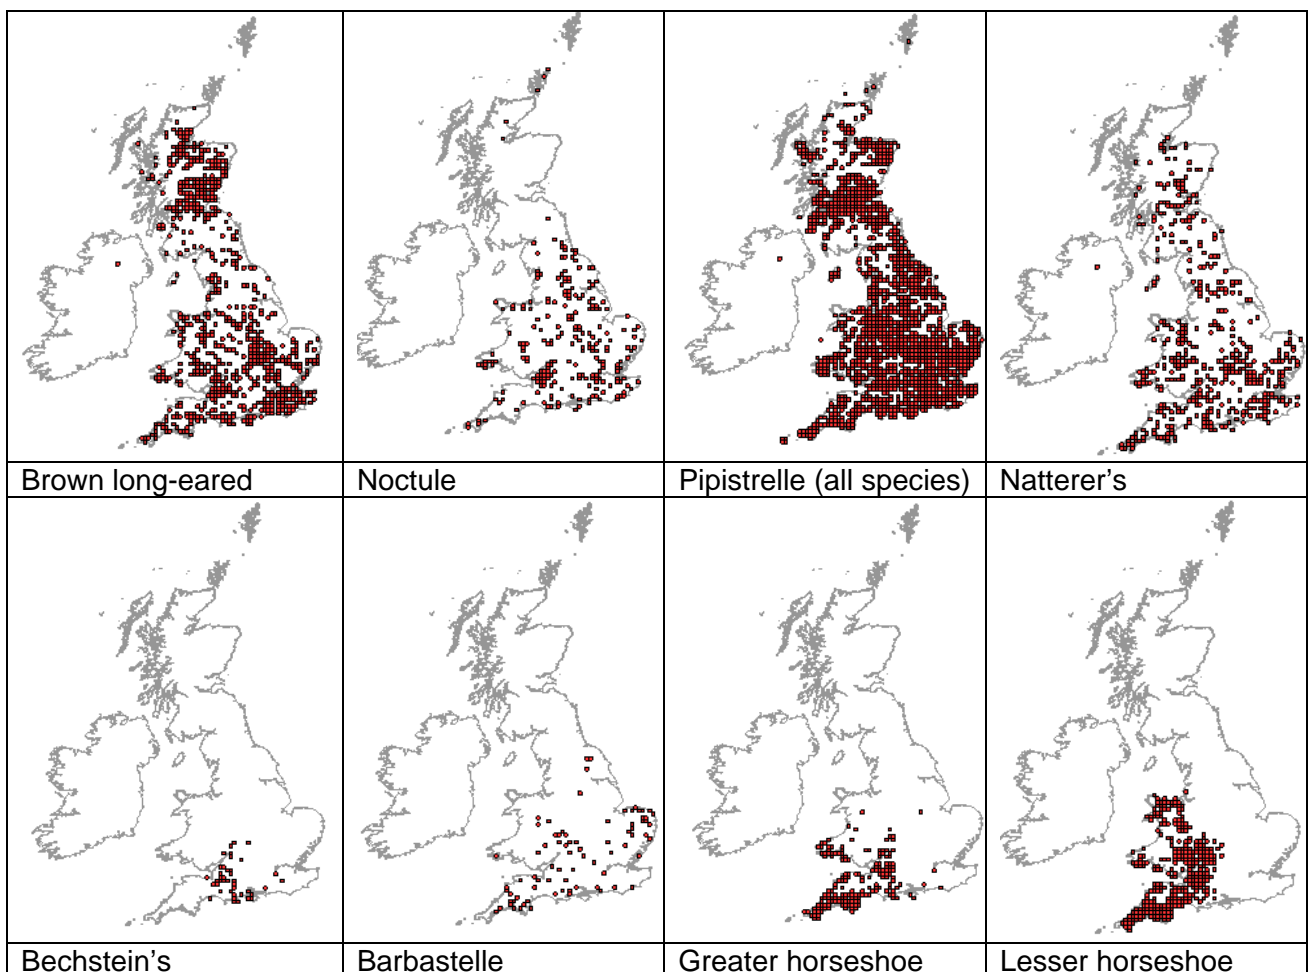 Brown long-eared
Noctule
Pipistrelle (all species)
Natterer's
Bechstein's
Barbastelle
Greater horseshoe
Lesser horseshoe